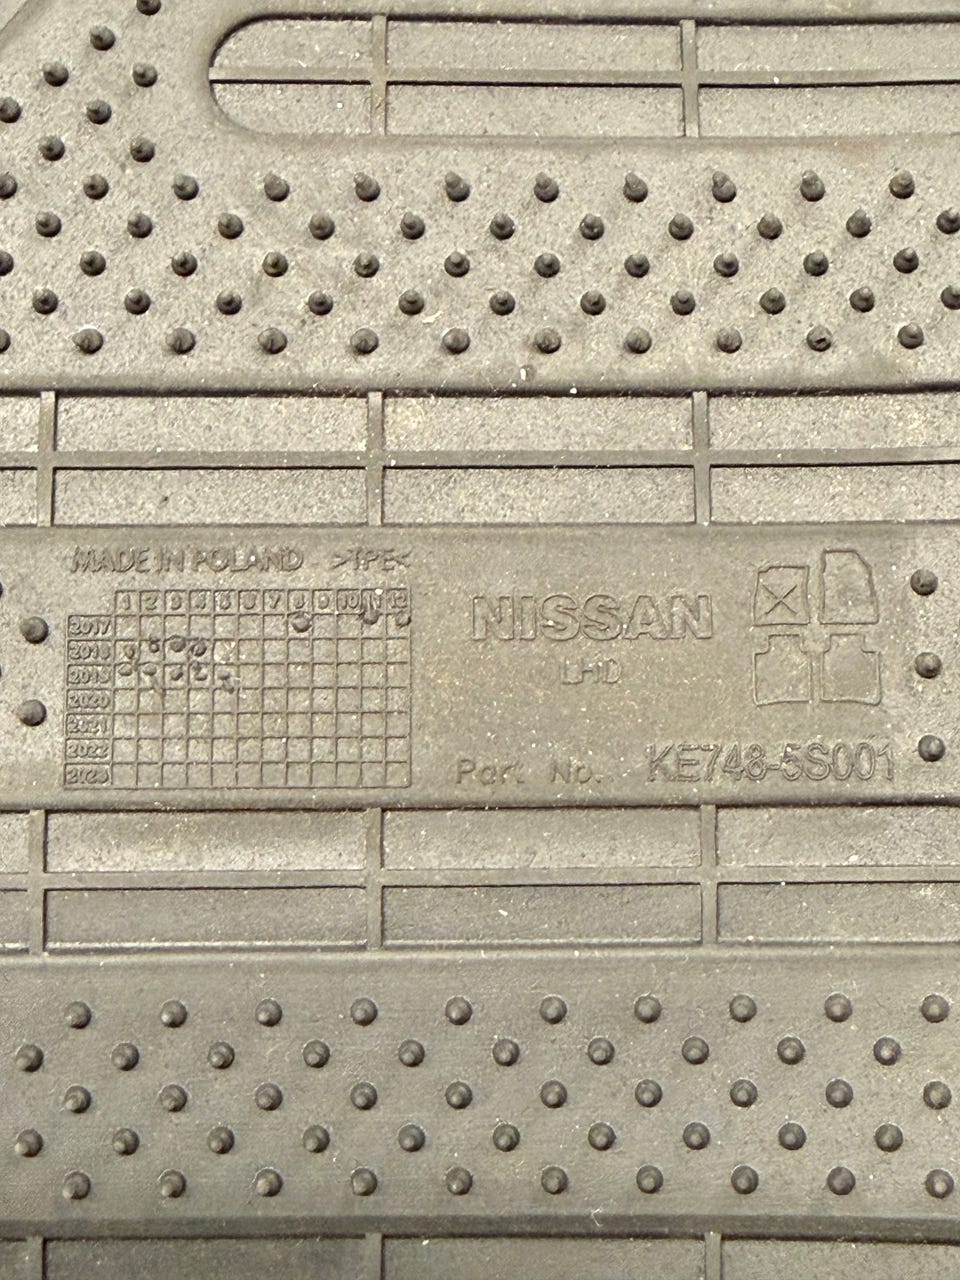 MADE IN POLAND >TPE<
1 2 3 4 5 6 7 8 9 10 11 12
2017
2018
2019
2020
2021
2022
2023
NISSAN
LHD
Part No. KE748-5S001